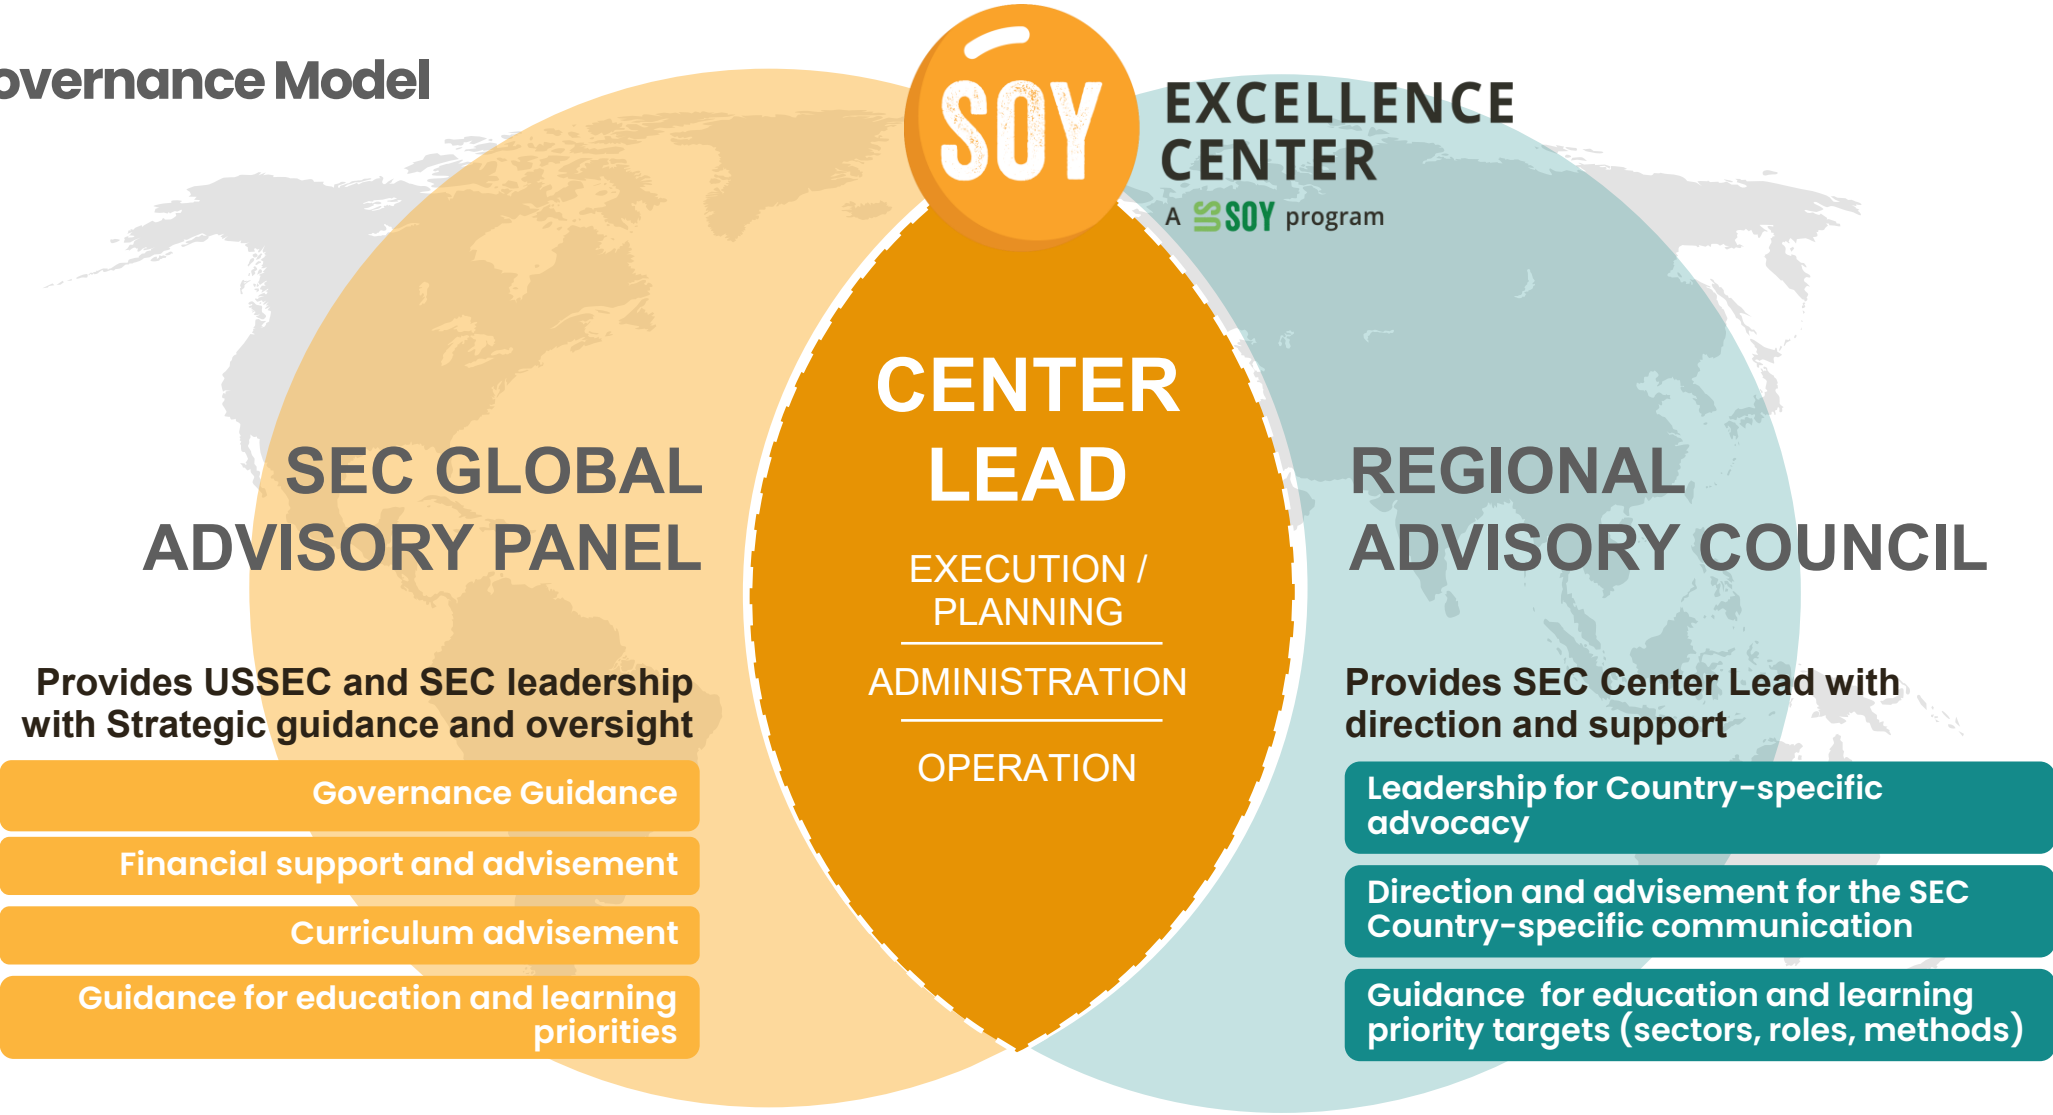 overnance Model
SOY
EXCELLENCE
CENTER
A US SOY program
CENTER
LEAD
EXECUTION /
PLANNING
ADMINISTRATION
OPERATION
SEC GLOBAL
ADVISORY PANEL
Provides USSEC and SEC leadership
with Strategic guidance and oversight
Governance Guidance
Financial support and advisement
Curriculum advisement
Guidance for education and learning
priorities
REGIONAL
ADVISORY COUNCIL
Provides SEC Center Lead with
direction and support
Leadership for Country-specific
advocacy
Direction and advisement for the SEC
Country-specific communication
Guidance  for education and learning
priority targets (sectors, roles, methods)